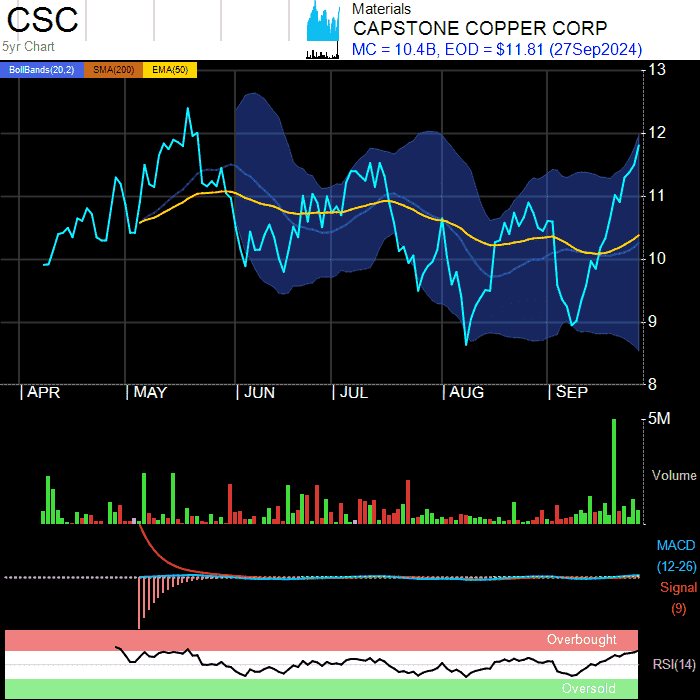 CSC
5yr Chart
Materials
CAPSTONE COPPER CORP
MC = 10.4B, EOD = $11.81 (27Sep2024)
BollBands(20,2) SMA(200) EMA(50)
13
12
11
10
9
8
|APR |MAY |JUN |JUL |AUG |SEP
5M
Volume
MACD
(12-26)
Signal
(9)
Overbought
RSI(14)
Oversold